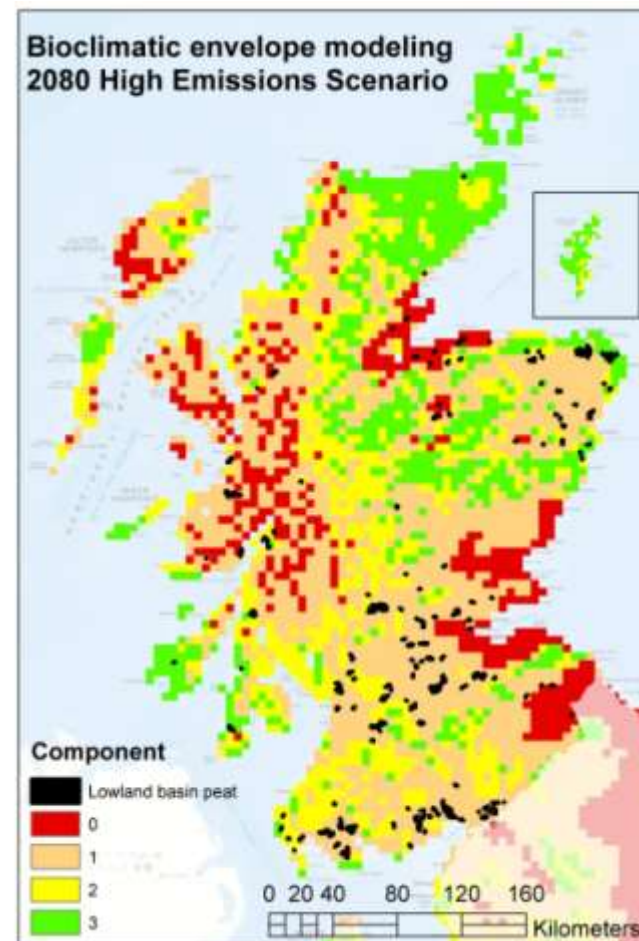 Bioclimatic envelope modeling
2080 High Emissions Scenario
Component
Lowland basin peat
0
1
2
3
0 20 40 80 120 160
Kilometers